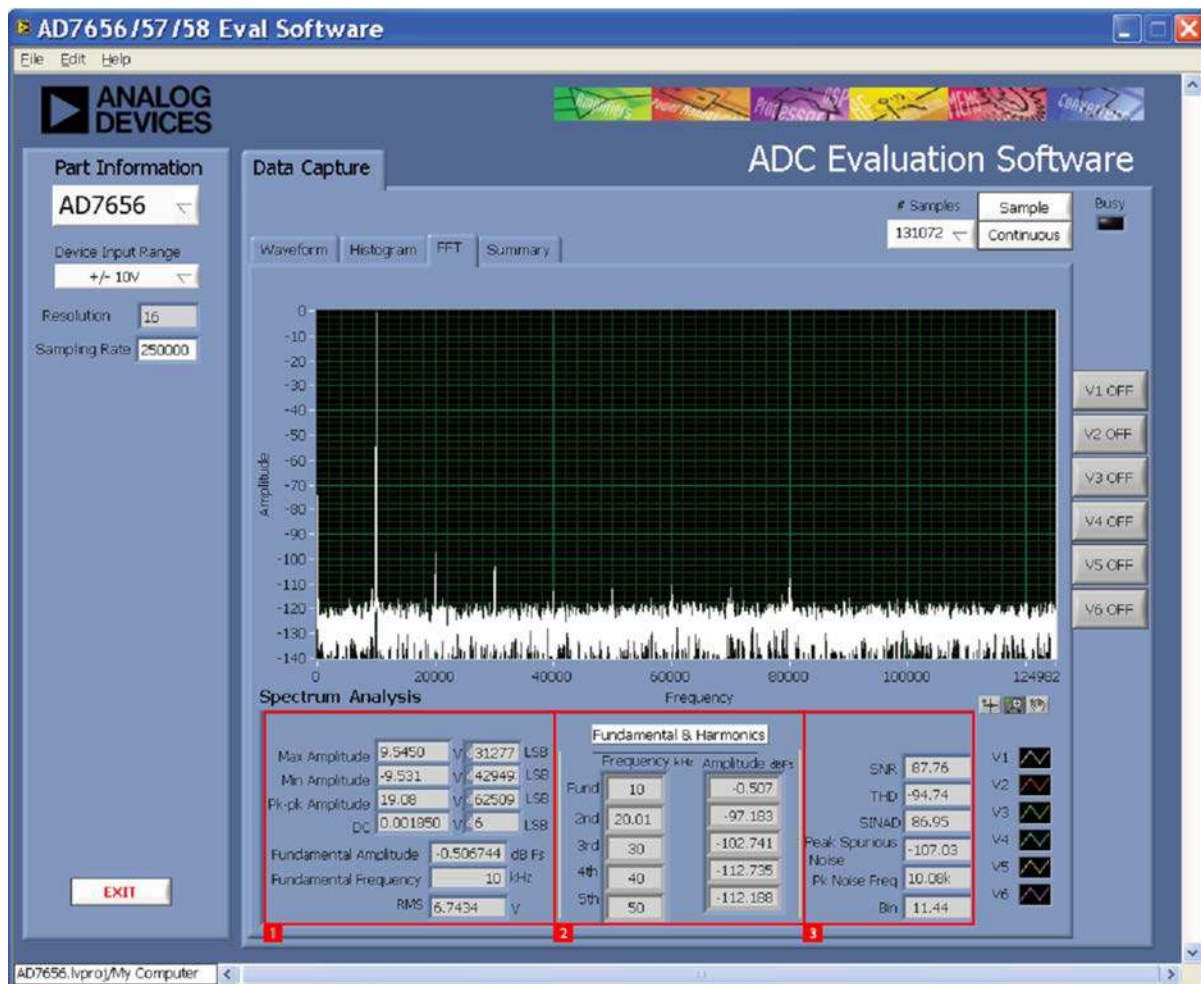 AD7656/57/58 Eval Software
File Edit Help
ANALOG
DEVICES
Amplifiers Power Management Processors DSP MEMS Converters
Part Information
AD7656
Device Input Range
+/- 10V
Resolution 16
Sampling Rate 250000
EXIT
ADC Evaluation Software
Data Capture
# Samples
131072
Sample
Continuous
Busy
Waveform Histogram FFT Summary
Amplitude
0
-10
-20
-30
-40
-50
-60
-70
-80
-90
-100
-110
-120
-130
-140
0 20000 40000 60000 80000 100000 124982
Frequency
V1 OFF
V2 OFF
V3 OFF
V4 OFF
V5 OFF
V6 OFF
Spectrum Analysis
Max Amplitude 9.5450 V 31277 LSB
Min Amplitude -9.531 V 42949 LSB
Pk-pk Amplitude 19.08 V 62509 LSB
DC 0.001850 V 6 LSB
Fundamental Amplitude -0.506744 dB Fs
Fundamental Frequency 10 kHz
RMS 6.7434 V
1
Fundamental & Harmonics
Frequency kHz Amplitude dBFs
Fund 10 -0.507
2nd 20.01 -97.183
3rd 30 -102.741
4th 40 -112.735
5th 50 -112.188
2
SNR 87.76
THD -94.74
SINAD 86.95
Peak Spurious
Noise -107.03
Pk Noise Freq 10.08k
Bin 11.44
3
V1
V2
V3
V4
V5
V6
AD7656.lvproj/My Computer